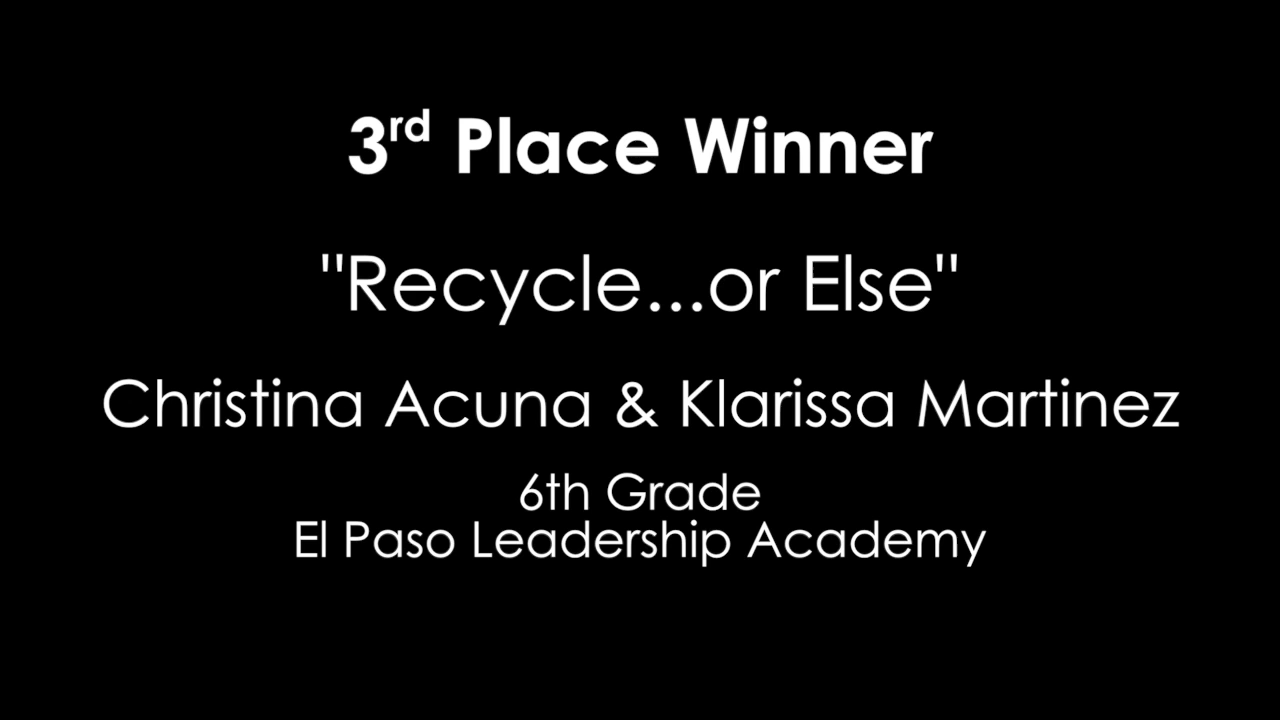 3rd Place Winner
"Recycle...or Else"
Christina Acuna & Klarissa Martinez
6th Grade
El Paso Leadership Academy